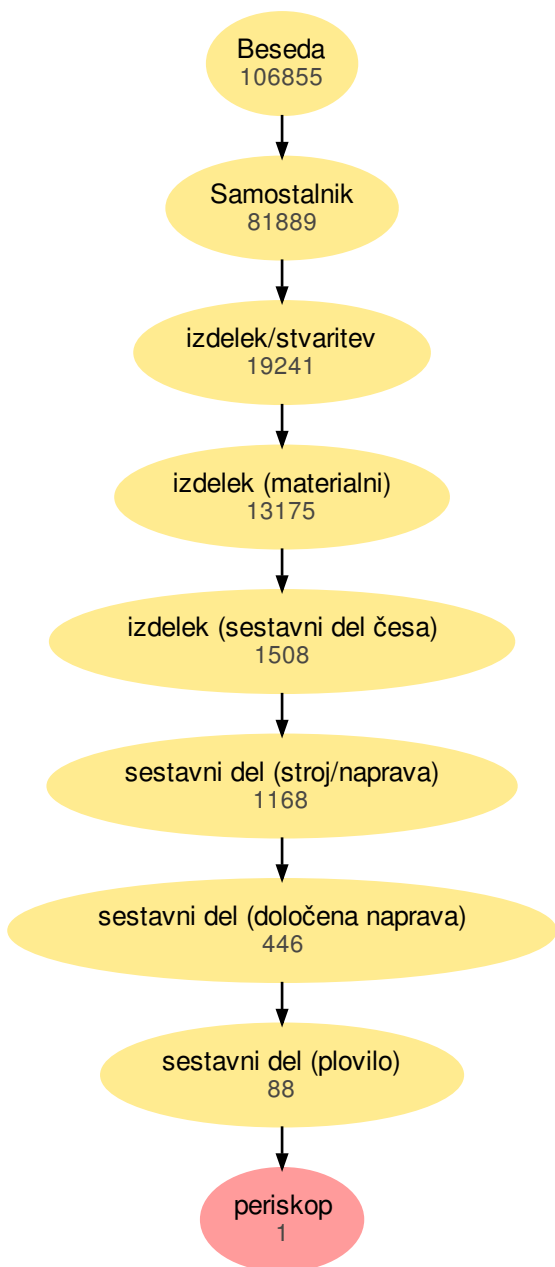 Beseda
106855
Samostalnik
81889
izdelek/stvaritev
19241
izdelek (materialni)
13175
izdelek (sestavni del česa)
1508
sestavni del (stroj/naprava)
1168
sestavni del (določena naprava)
446
sestavni del (plovilo)
88
periskop
1